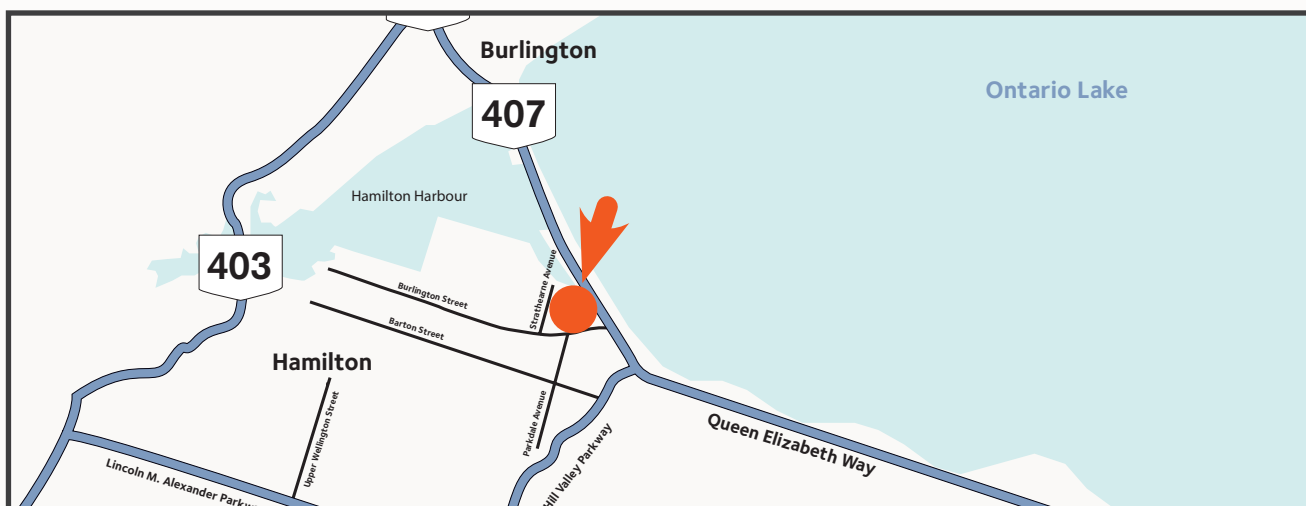 Burlington
Ontario Lake
407
Hamilton Harbour
403
Strathearne Avenue
Burlington Street
Barton Street
Hamilton
Parkdale Avenue
Upper Wellington Street
Queen Elizabeth Way
Hill Valley Parkway
Lincoln M. Alexander Parkw